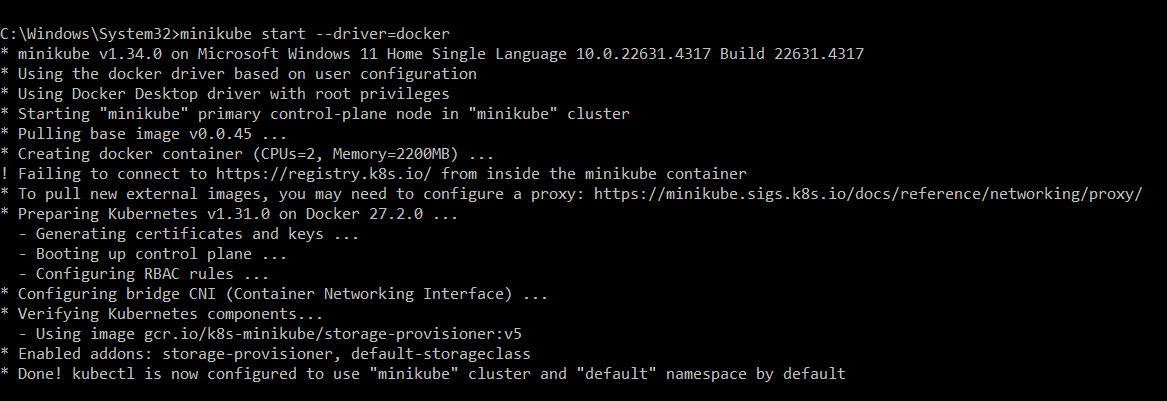 C:\Windows\System32>minikube start --driver=docker
* minikube v1.34.0 on Microsoft Windows 11 Home Single Language 10.0.22631.4317 Build 22631.4317
* Using the docker driver based on user configuration
* Using Docker Desktop driver with root privileges
* Starting "minikube" primary control-plane node in "minikube" cluster
* Pulling base image v0.0.45 ...
* Creating docker container (CPUs=2, Memory=2200MB) ...
! Failing to connect to https://registry.k8s.io/ from inside the minikube container
* To pull new external images, you may need to configure a proxy: https://minikube.sigs.k8s.io/docs/reference/networking/proxy/
* Preparing Kubernetes v1.31.0 on Docker 27.2.0 ...
  - Generating certificates and keys ...
  - Booting up control plane ...
  - Configuring RBAC rules ...
* Configuring bridge CNI (Container Networking Interface) ...
* Verifying Kubernetes components...
  - Using image gcr.io/k8s-minikube/storage-provisioner:v5
* Enabled addons: storage-provisioner, default-storageclass
* Done! kubectl is now configured to use "minikube" cluster and "default" namespace by default